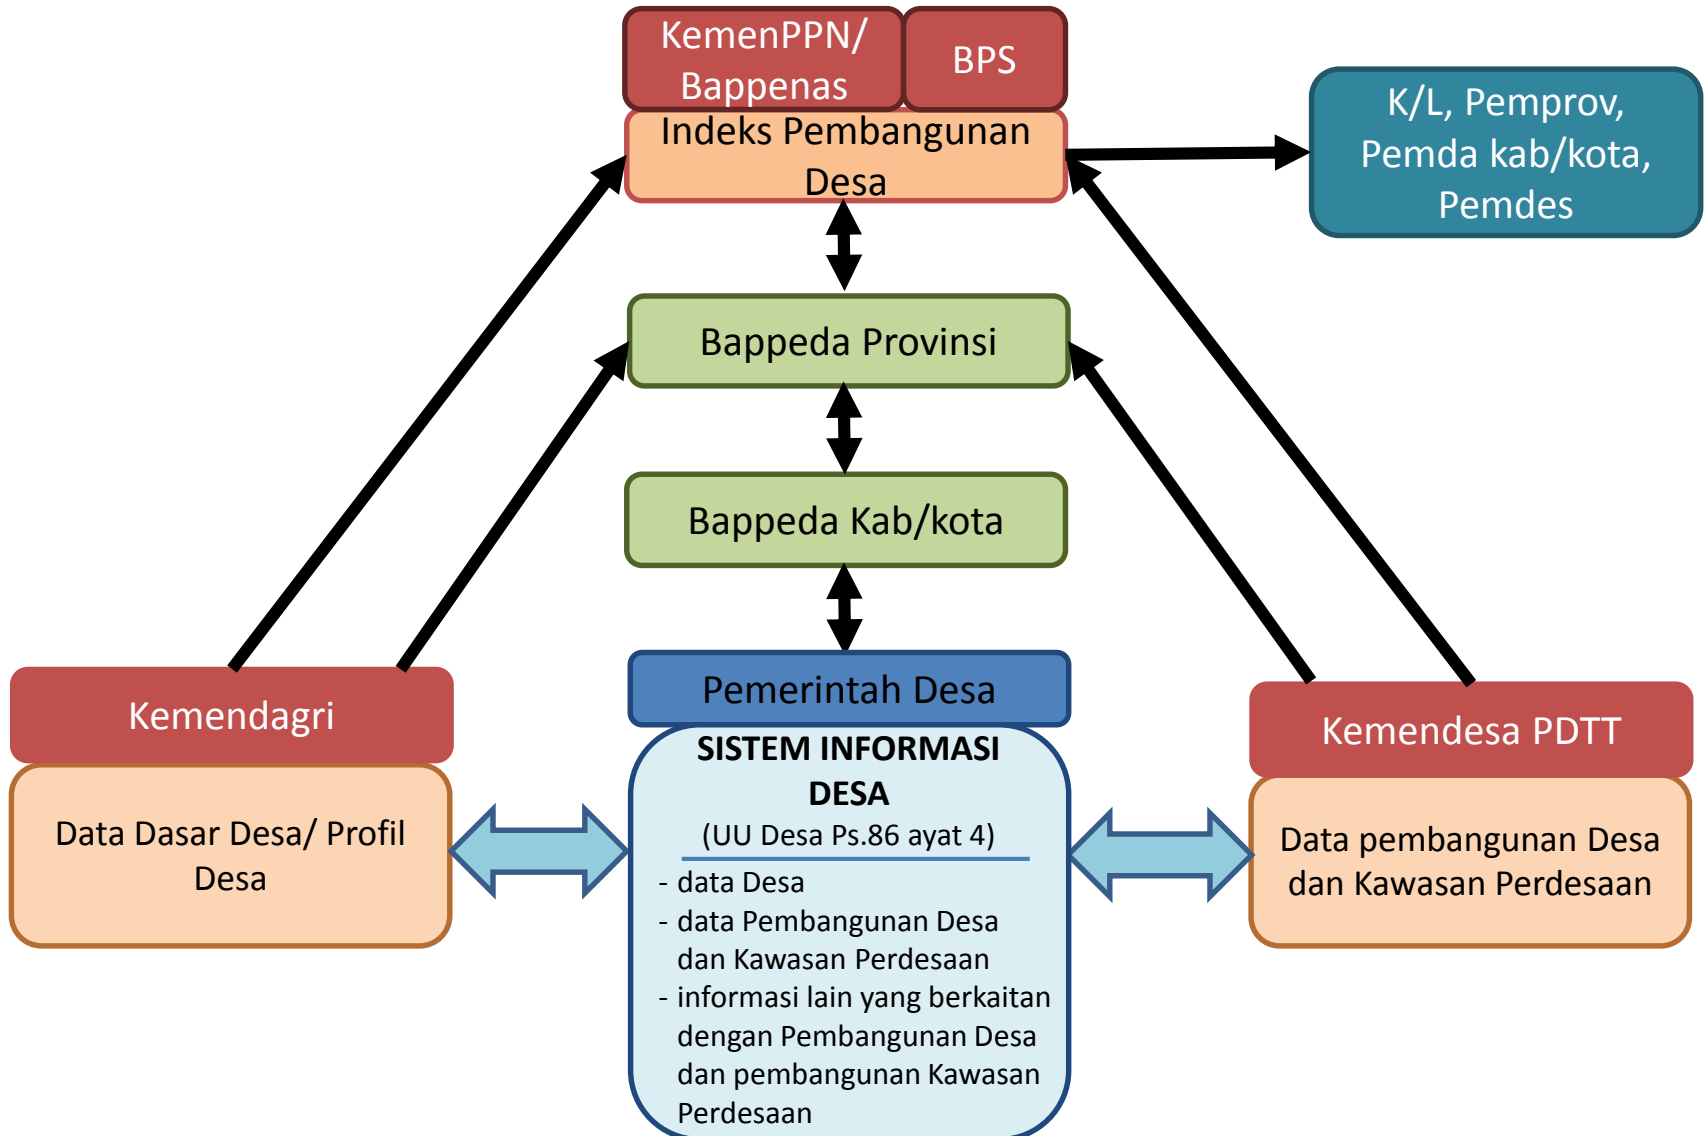 KemenPPN/
Bappenas
BPS
Indeks Pembangunan
Desa
K/L, Pemprov,
Pemda kab/kota,
Pemdes
Bappeda Provinsi
Bappeda Kab/kota
Kemendagri
Data Dasar Desa/ Profil
Desa
Pemerintah Desa
SISTEM INFORMASI
DESA
(UU Desa Ps.86 ayat 4)
- data Desa
- data Pembangunan Desa
dan Kawasan Perdesaan
- informasi lain yang berkaitan
dengan Pembangunan Desa
dan pembangunan Kawasan
Perdesaan
Kemendesa PDTT
Data pembangunan Desa
dan Kawasan Perdesaan